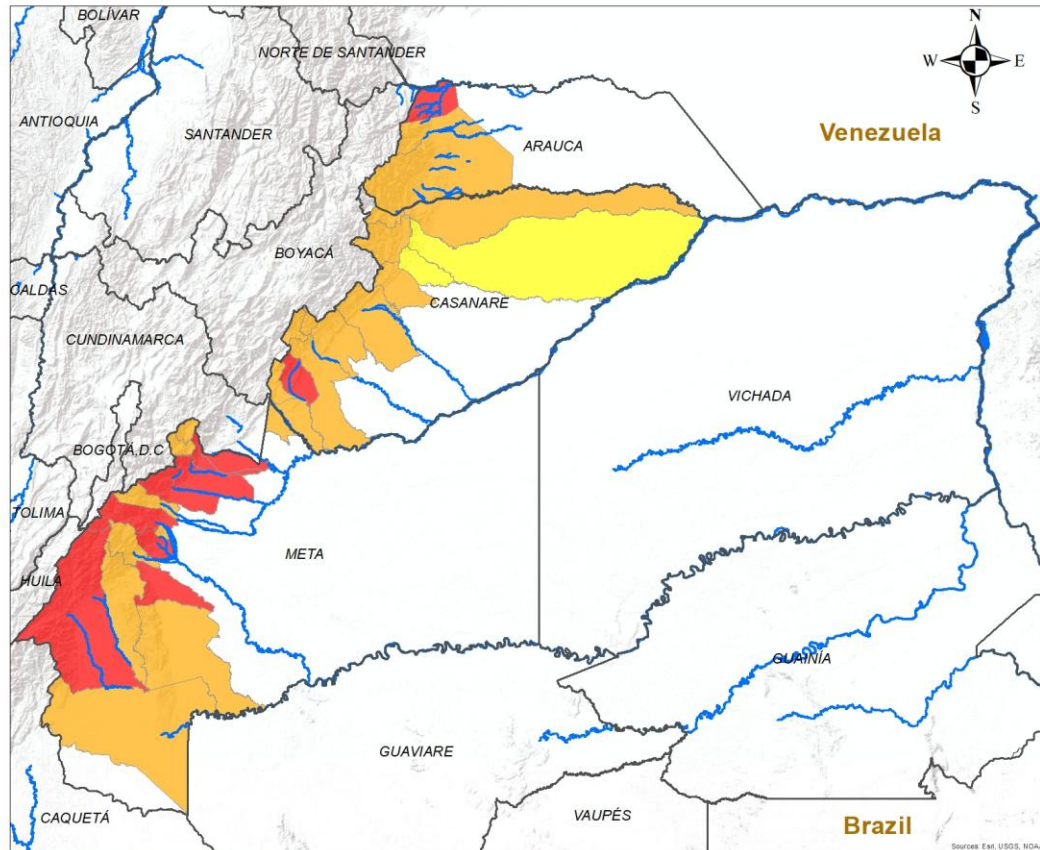 BOLÍVAR
NORTE DE SANTANDER
N
W
E
S
ANTIOQUIA
SANTANDER
Venezuela
ARAUCA
BOYACÁ
CALDAS
CASANARE
CUNDINAMARCA
VICHADA
BOGOTÁ, D.C
TOLIMA
META
HUILA
GUAINÍA
GUAVIARE
CAQUETÁ
VAUPÉS
Brazil
Sources: Esri, USGS, NOAA